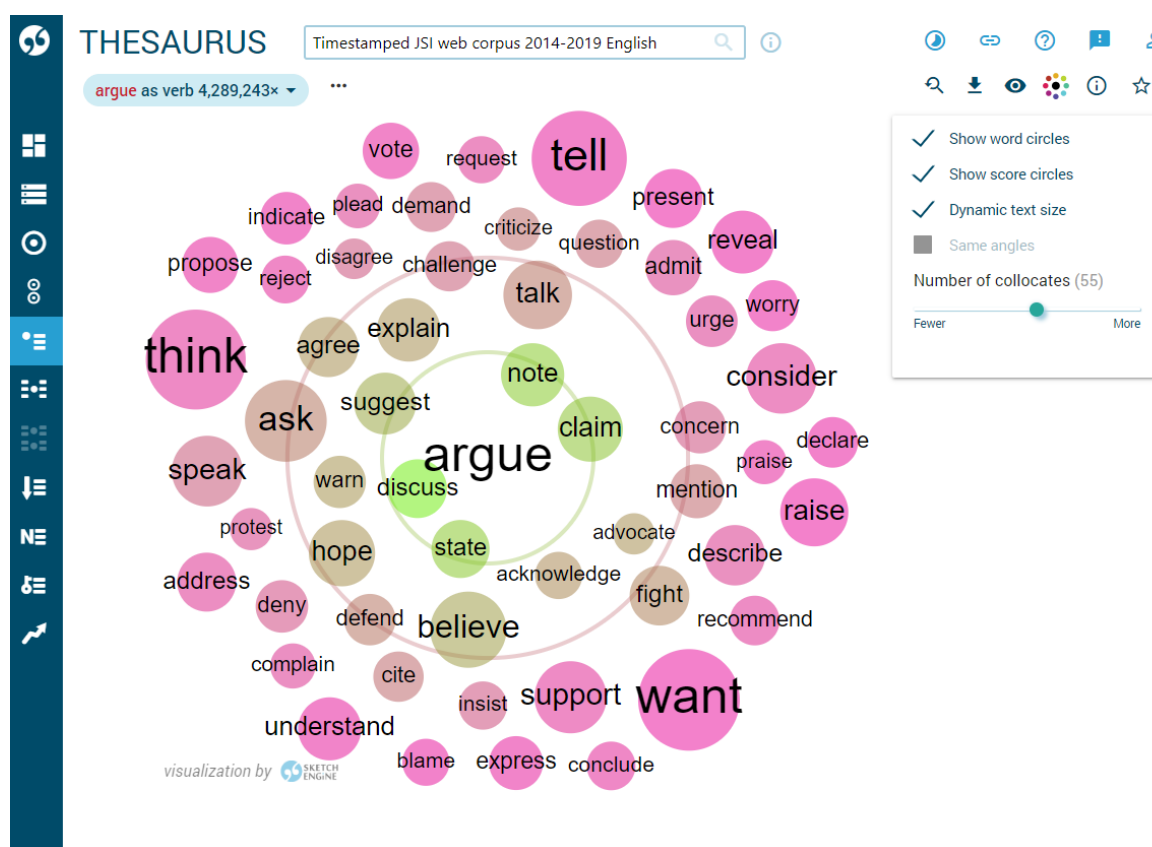 THESAURUS
Timestamped JSI web corpus 2014-2019 English
argue as verb 4,289,243×
•••
Show word circles
Show score circles
Dynamic text size
Same angles
Number of collocates (55)
Fewer More
vote
request
tell
indicate
plead
demand
criticize
question
present
reveal
propose
reject
disagree
challenge
admit
talk
urge
worry
think
agree
explain
note
consider
ask
suggest
claim
concern
declare
argue
speak
warn
discuss
mention
praise
raise
protest
hope
state
advocate
describe
address
deny
acknowledge
fight
defend
believe
recommend
complain
cite
insist
support
want
understand
blame
express
conclude
visualization by SKETCH
ENGINE
N